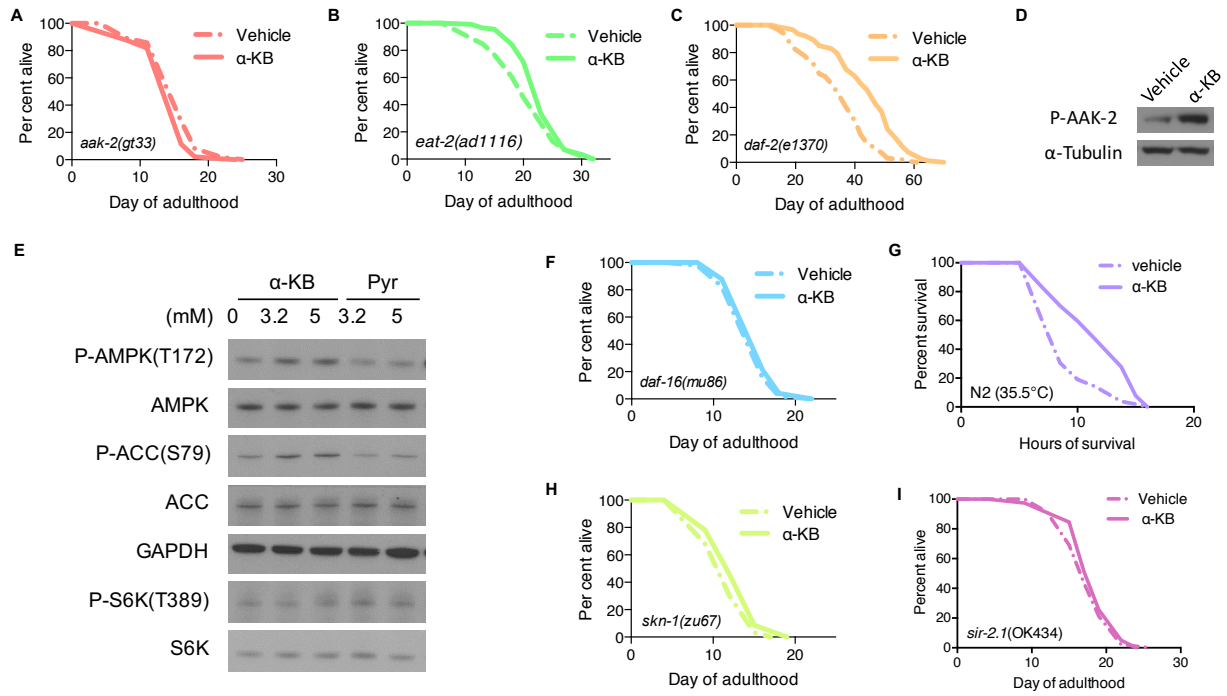 A
Per cent alive
100
80
60
40
20
0
Vehicle
α-KB
aak-2(gt33)
0 10 20 30
Day of adulthood
B
Per cent alive
100
80
60
40
20
0
Vehicle
α-KB
eat-2(ad1116)
0 10 20 30
Day of adulthood
C
Per cent alive
100
80
60
40
20
0
Vehicle
α-KB
daf-2(e1370)
0 20 40 60
Day of adulthood
D
Vehicle
α-KB
P-AAK-2
α-Tubulin
E
α-KB Pyr
(mM) 0 3.2 5 3.2 5
P-AMPK(T172)
AMPK
P-ACC(S79)
ACC
GAPDH
P-S6K(T389)
S6K
F
Per cent alive
100
80
60
40
20
0
Vehicle
α-KB
daf-16(mu86)
0 10 20
Day of adulthood
G
Percent survival
100
80
60
40
20
0
vehicle
α-KB
N2 (35.5°C)
0 10 20
Hours of survival
H
Per cent alive
100
80
60
40
20
0
Vehicle
α-KB
skn-1(zu67)
0 10 20
Day of adulthood
I
Percent alive
100
80
60
40
20
0
Vehicle
α-KB
sir-2.1(OK434)
0 10 20 30
Day of adulthood